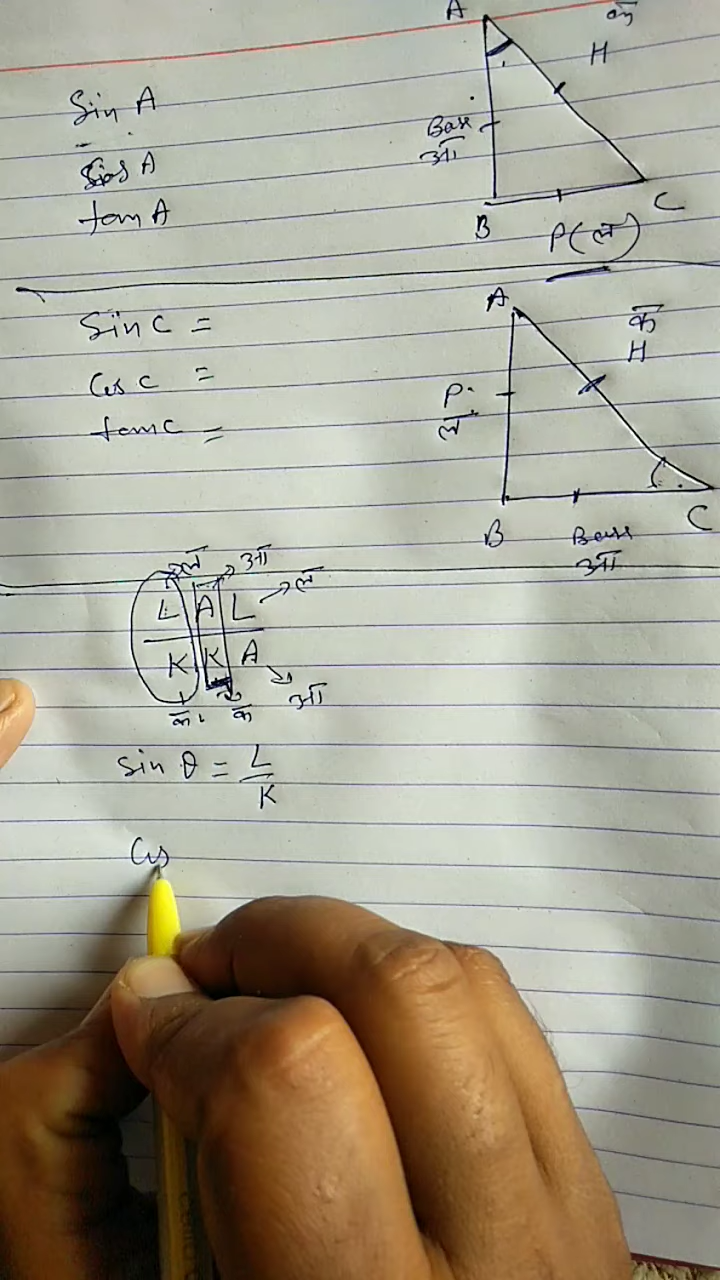 A
क
H
Sin A
Base
आ
Cos A
tan A
B
C
P(ल)
Sin C =
A
क
H
Cos C =
P
ल
tan C =
B
C
Base
आ
ल आ
L A L ल
K K A
क क आ
Sin θ = L/K
Cos